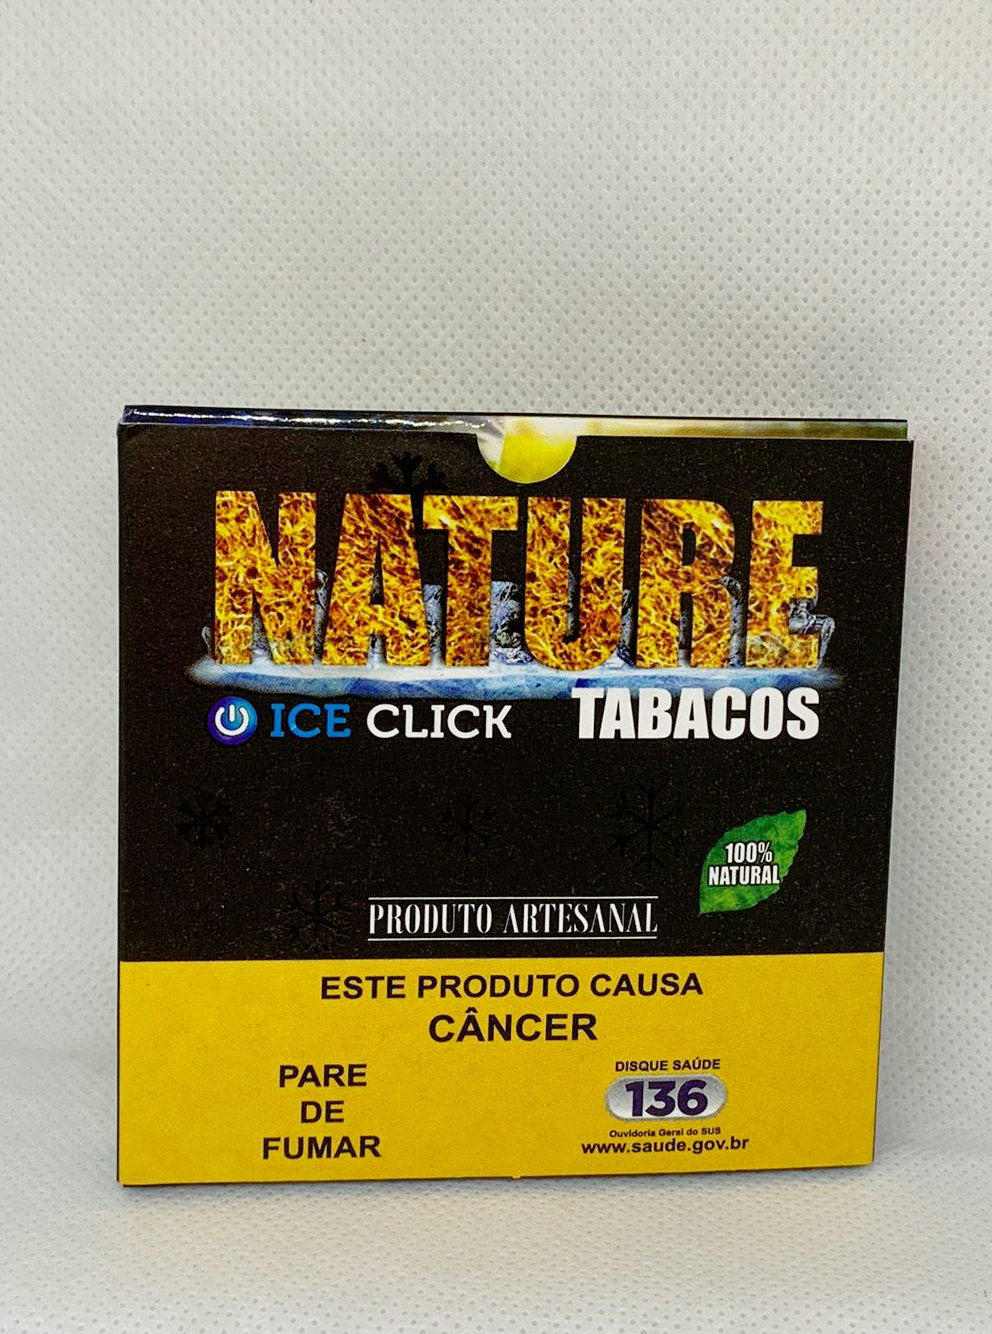 NATURE
ICE CLICK TABACOS
100%
NATURAL
PRODUTO ARTESANAL
ESTE PRODUTO CAUSA
CÂNCER
PARE
DE
FUMAR
DISQUE SAÚDE
136
Ouvidoria Geral do SUS
www.saude.gov.br